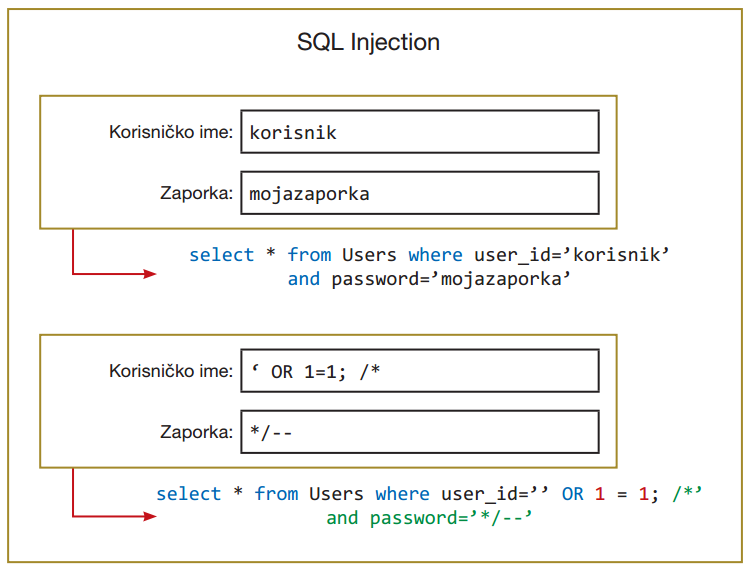 SQL Injection
Korisničko ime: korisnik
Zaporka: mojazaporka
select * from Users where user_id=’korisnik’
and password=’mojazaporka’
Korisničko ime: ‘ OR 1=1; /*
Zaporka: */--
select * from Users where user_id=’’ OR 1 = 1; /*’
and password=’*/--’